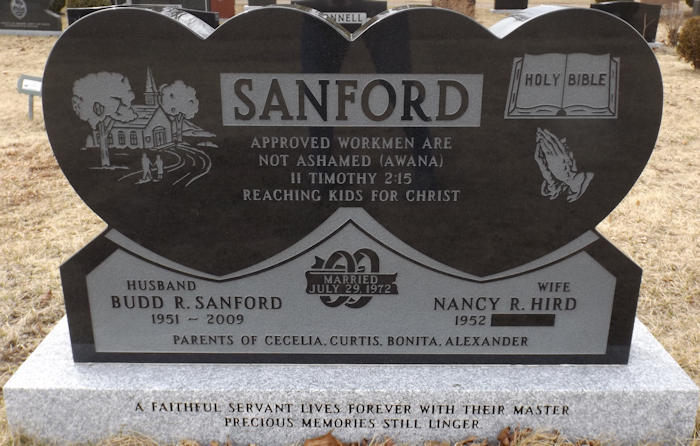 NNELL
SANFORD
HOLY BIBLE
APPROVED WORKMEN ARE
NOT ASHAMED (AWANA)
II TIMOTHY 2:15
REACHING KIDS FOR CHRIST
MARRIED
JULY 29, 1972
HUSBAND
BUDD R. SANFORD
1951 ~ 2009
WIFE
NANCY R. HIRD
1952
PARENTS OF CECELIA, CURTIS, BONITA, ALEXANDER
A FAITHFUL SERVANT LIVES FOREVER WITH THEIR MASTER
PRECIOUS MEMORIES STILL LINGER